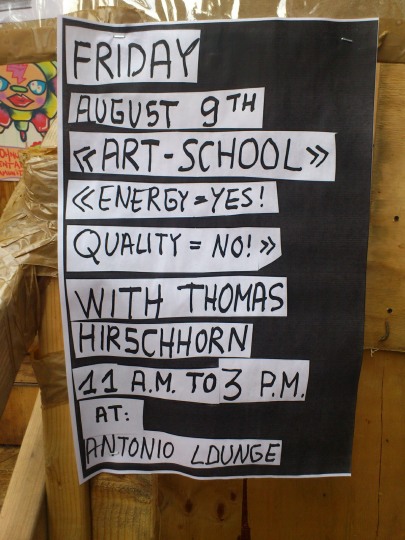 FRIDAY
AUGUST 9TH
«ART-SCHOOL»
«ENERGY=YES!
QUALITY = NO!»
WITH THOMAS
HIRSCHHORN
11 A.M. TO 3 P.M.
AT:
ANTONIO LOUNGE